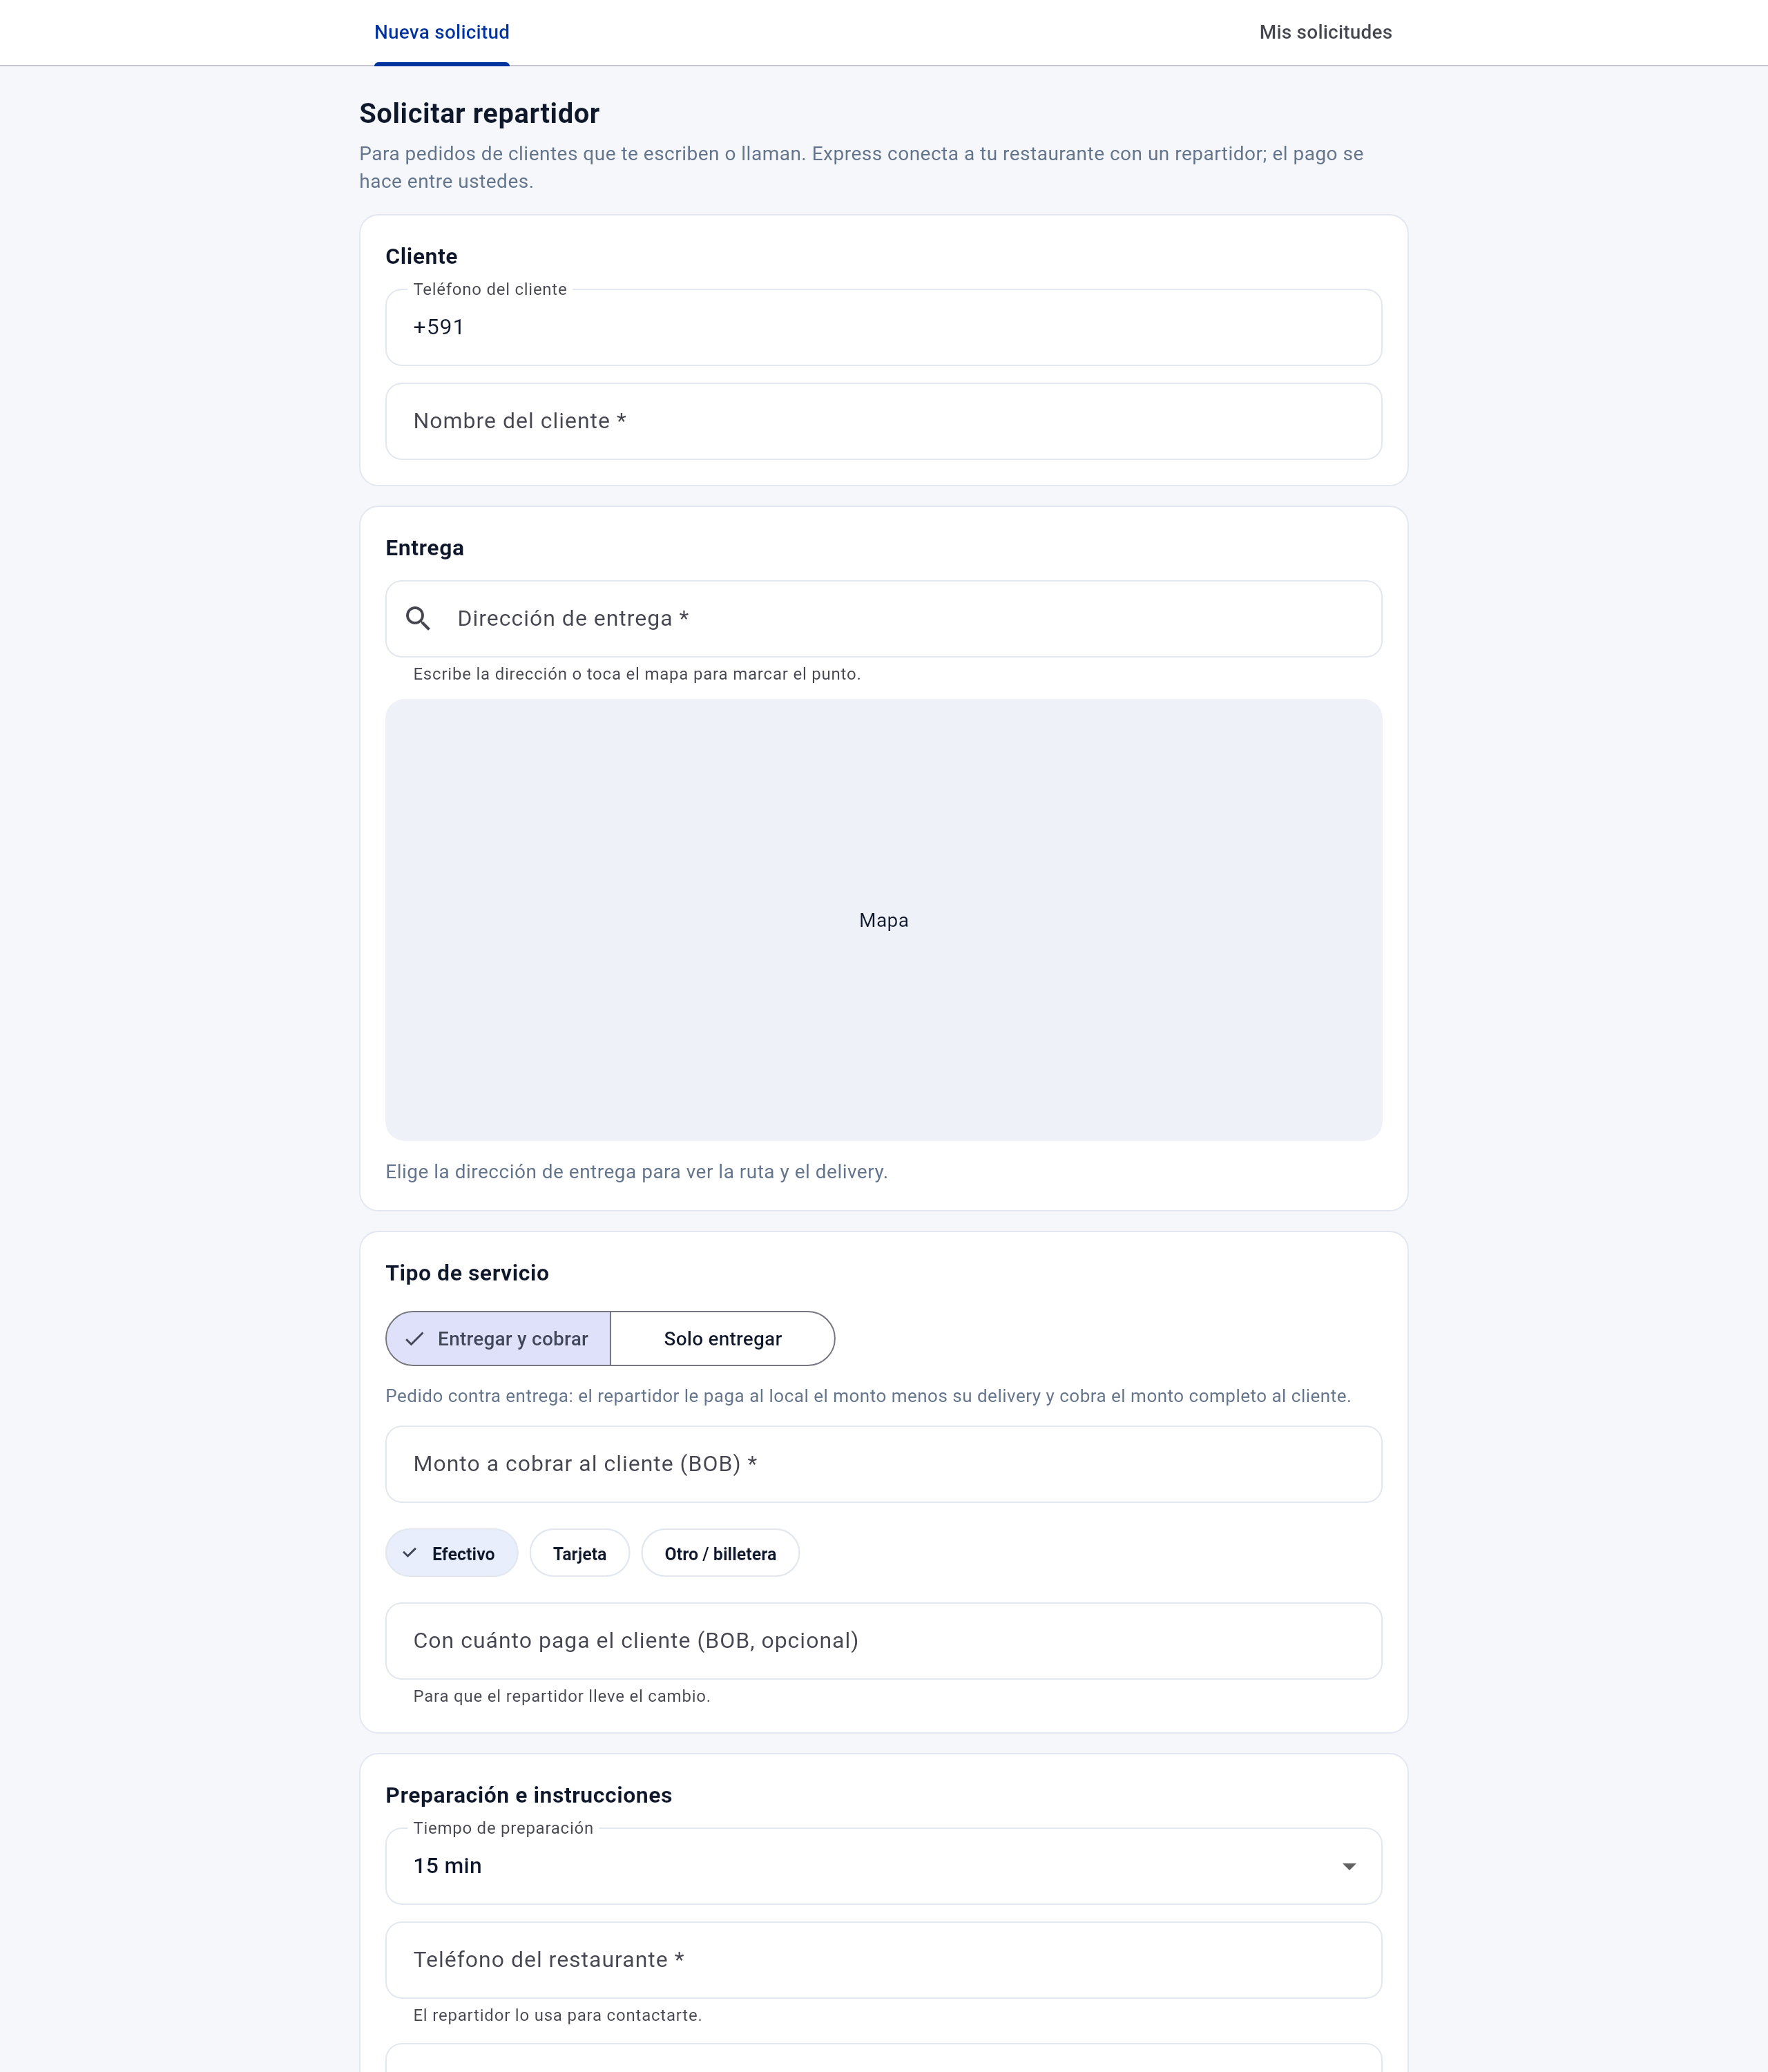 Nueva solicitud
Mis solicitudes
Solicitar repartidor
Para pedidos de clientes que te escriben o llaman. Express conecta a tu restaurante con un repartidor; el pago se
hace entre ustedes.
Cliente
Teléfono del cliente
+591
Nombre del cliente *
Entrega
Dirección de entrega *
Escribe la dirección o toca el mapa para marcar el punto.
Mapa
Elige la dirección de entrega para ver la ruta y el delivery.
Tipo de servicio
Entregar y cobrar
Solo entregar
Pedido contra entrega: el repartidor le paga al local el monto menos su delivery y cobra el monto completo al cliente.
Monto a cobrar al cliente (BOB) *
Efectivo
Tarjeta
Otro / billetera
Con cuánto paga el cliente (BOB, opcional)
Para que el repartidor lleve el cambio.
Preparación e instrucciones
Tiempo de preparación
15 min
Teléfono del restaurante *
El repartidor lo usa para contactarte.